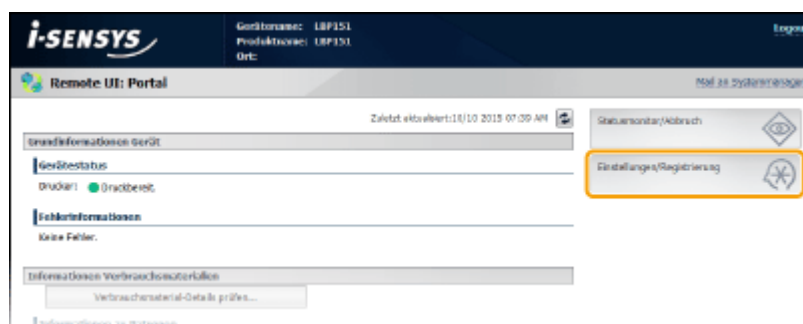 i-SENSYS
Gerätename: LBP151
Produktname: LBP151
Ort:
Logout
Remote UI: Portal
Mail an Systemmanager
Zuletzt aktualisiert:10/10 2015 07:39 AM
Grundinformationen Gerät
Gerätestatus
Drucker: Druckbereit.
Fehlerinformationen
Keine Fehler.
Informationen Verbrauchsmaterialien
Verbrauchsmaterial-Details prüfen...
Statusmonitor/Abbruch
Einstellungen/Registrierung